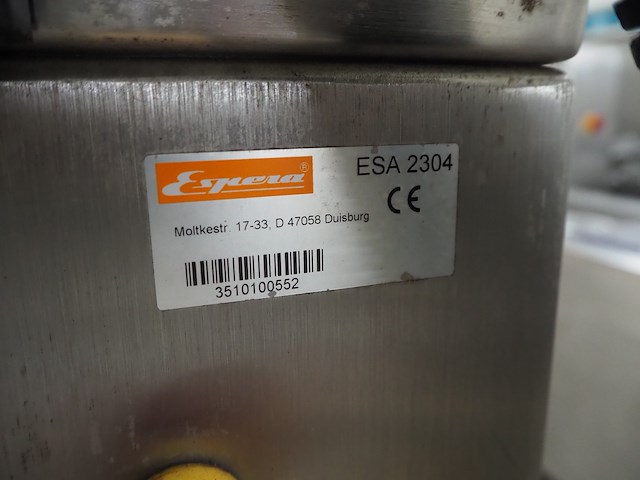 Espera®
ESA 2304
CE
Moltkestr. 17-33, D 47058 Duisburg
3510100552